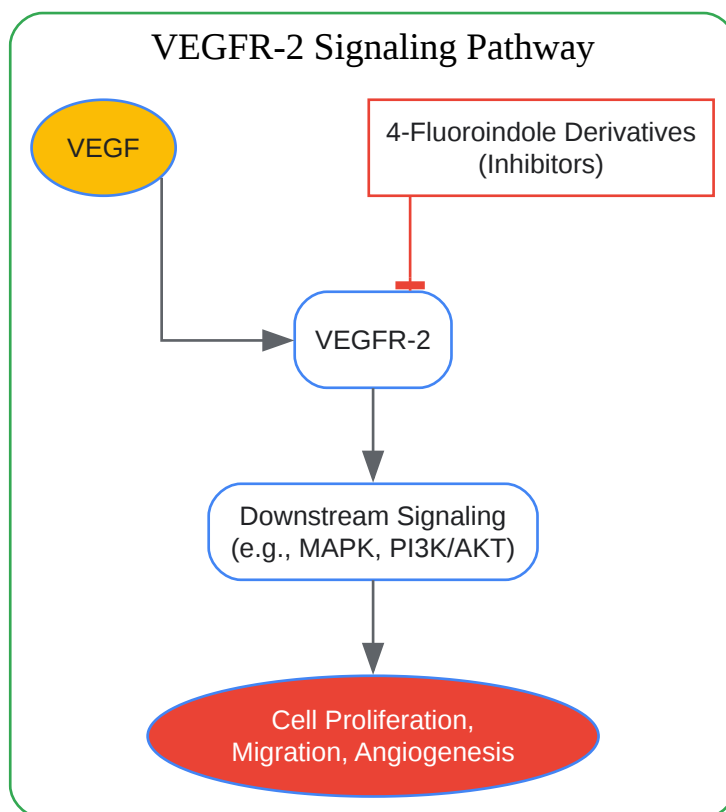 VEGFR-2 Signaling Pathway
VEGF
4-Fluoroindole Derivatives
(Inhibitors)
VEGFR-2
Downstream Signaling
(e.g., MAPK, PI3K/AKT)
Cell Proliferation,
Migration, Angiogenesis